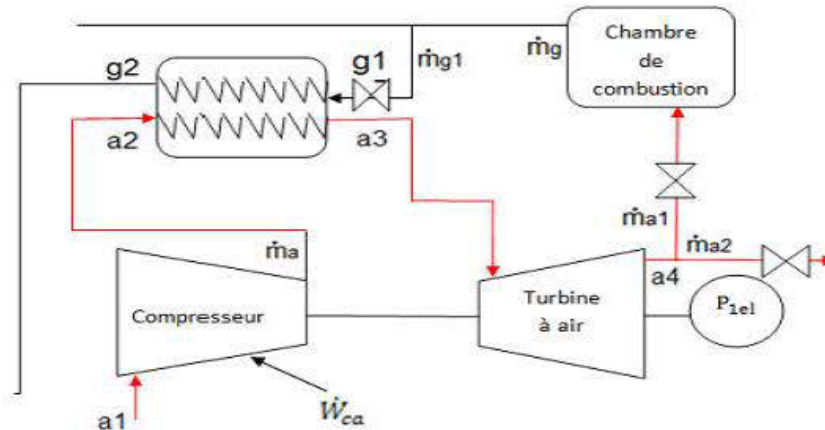 Chambre
de
combustion
ṁg
ṁg1
g1
g2
a2
a3
ṁa1
ṁa2
a4
ṁa
Compresseur
Turbine
à air
P1el
Ẇca
a1